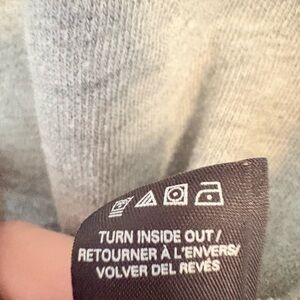 TURN INSIDE OUT /
RETOURNER À L'ENVERS/
VOLVER DEL REVÉS